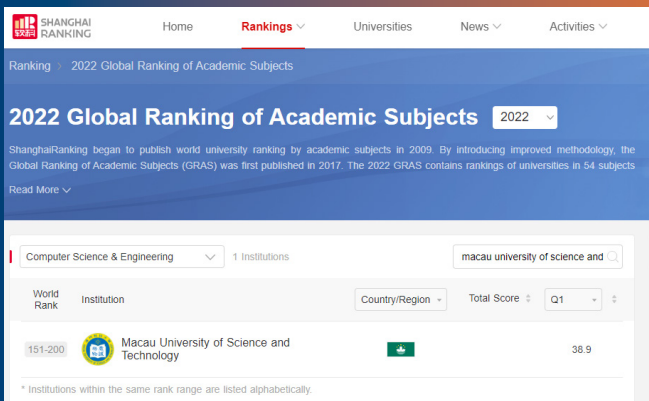 软科
SHANGHAI
RANKING
Home
Rankings
Universities
News
Activities
Ranking > 2022 Global Ranking of Academic Subjects
2022 Global Ranking of Academic Subjects 2022
ShanghaiRanking began to publish world university ranking by academic subjects in 2009. By introducing improved methodology, the
Global Ranking of Academic Subjects (GRAS) was first published in 2017. The 2022 GRAS contains rankings of universities in 54 subjects
Read More
Computer Science & Engineering
1 Institutions
macau university of science and
World
Rank
Institution
Country/Region
Total Score
Q1
151-200
Macau University of Science and
Technology
38.9
* Institutions within the same rank range are listed alphabetically.